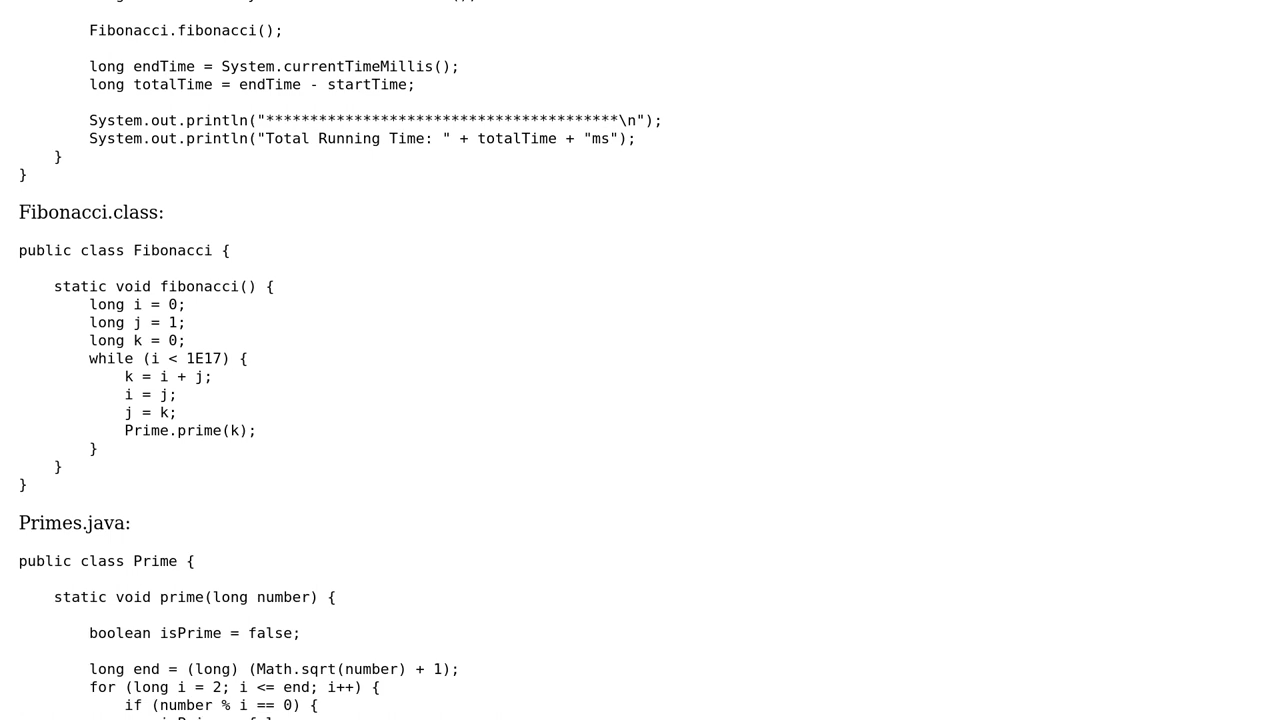 Fibonacci.fibonacci();

        long endTime = System.currentTimeMillis();
        long totalTime = endTime - startTime;

        System.out.println("****************************************\n");
        System.out.println("Total Running Time: " + totalTime + "ms");
    }
}
Fibonacci.class:
public class Fibonacci {

    static void fibonacci() {
        long i = 0;
        long j = 1;
        long k = 0;
        while (i < 1E17) {
            k = i + j;
            i = j;
            j = k;
            Prime.prime(k);
        }
    }
}
Primes.java:
public class Prime {

    static void prime(long number) {

        boolean isPrime = false;

        long end = (long) (Math.sqrt(number) + 1);
        for (long i = 2; i <= end; i++) {
            if (number % i == 0) {